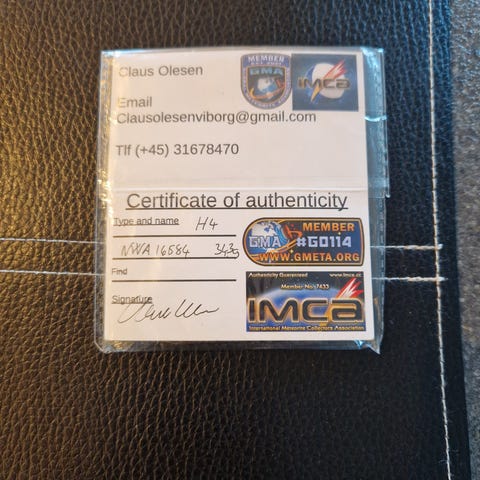 Claus Olesen
MEMBER
GMA
IMCA
Email
Clausolesenviborg@gmail.com
Tlf (+45) 31678470
Certificate of authenticity
Type and name H4
NWA 16584
Find
Signature
GMA MEMBER
#G0114
WWW.GMETA.ORG
Authenticity Guaranteed www.imca.cc
Member No: 7433
IMCA
International Meteorite Collectors Association